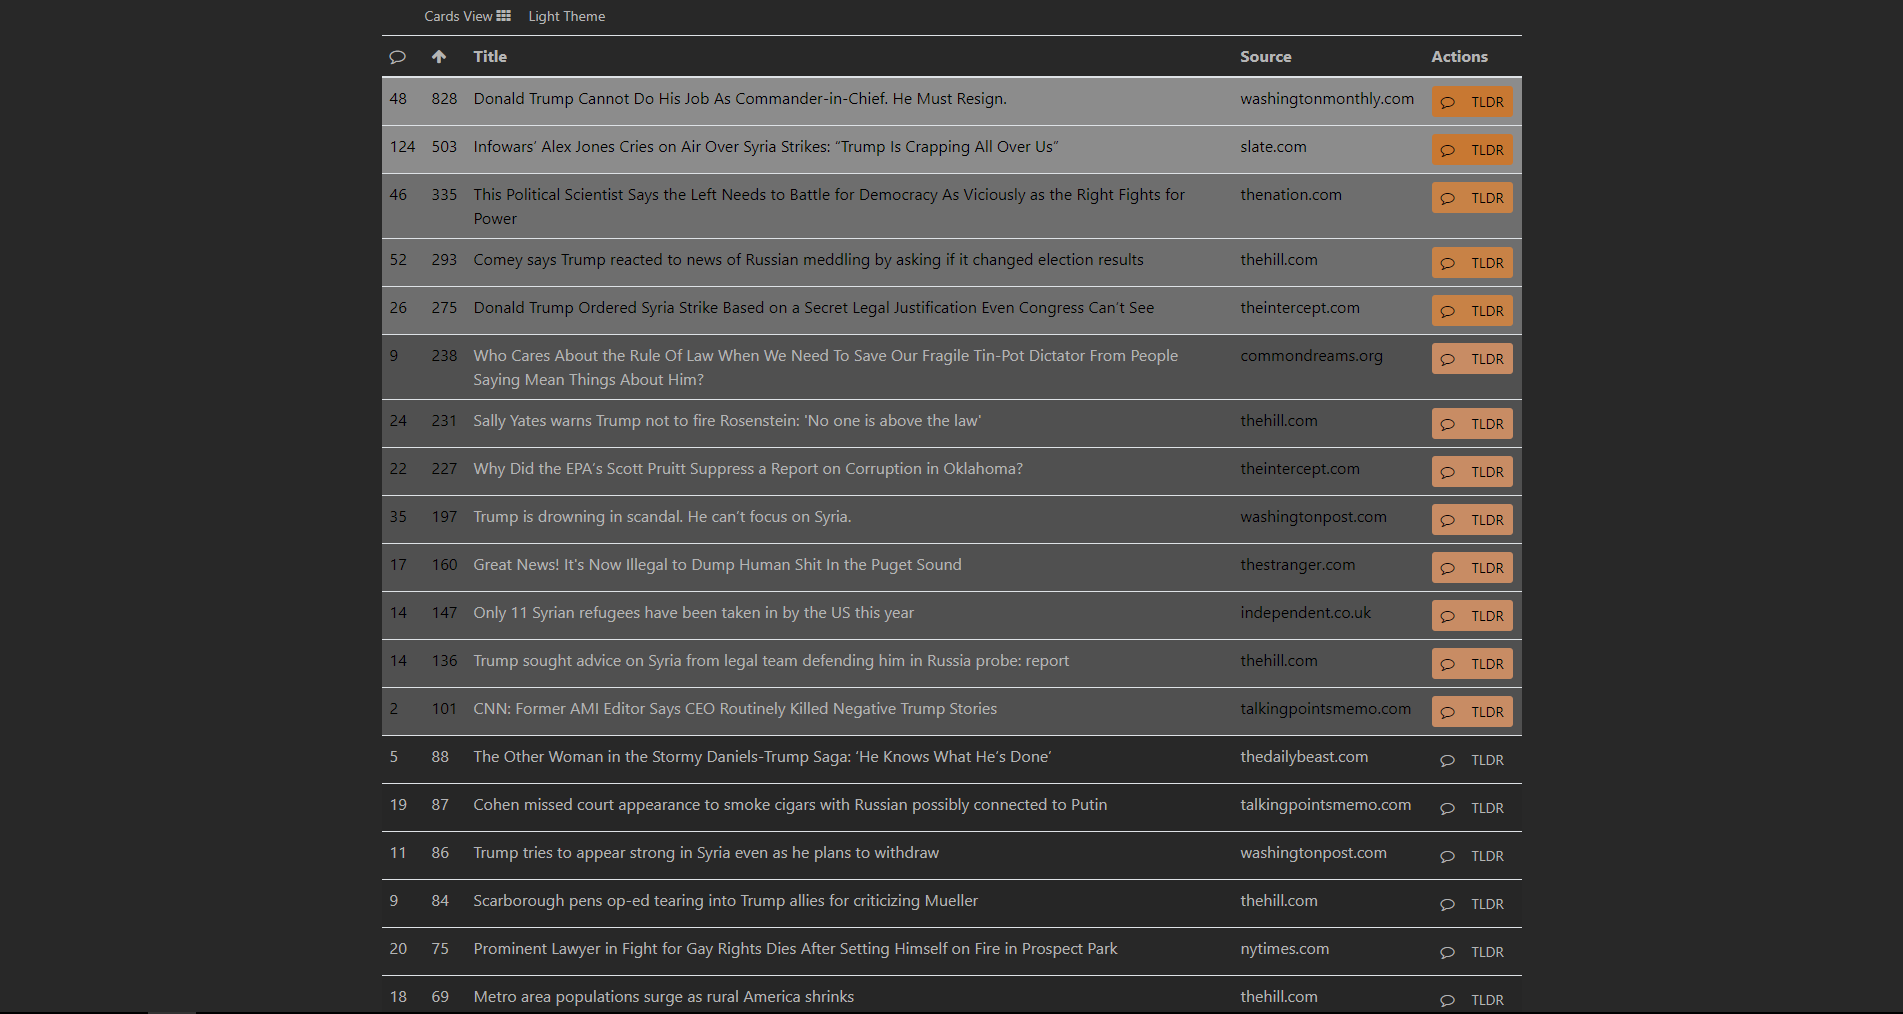 Cards View Light Theme
Title Source Actions
48 828 Donald Trump Cannot Do His Job As Commander-in-Chief. He Must Resign. washingtonmonthly.com TLDR
124 503 Infowars’ Alex Jones Cries on Air Over Syria Strikes: “Trump Is Crapping All Over Us” slate.com TLDR
46 335 This Political Scientist Says the Left Needs to Battle for Democracy As Viciously as the Right Fights for thenation.com TLDR
Power
52 293 Comey says Trump reacted to news of Russian meddling by asking if it changed election results thehill.com TLDR
26 275 Donald Trump Ordered Syria Strike Based on a Secret Legal Justification Even Congress Can’t See theintercept.com TLDR
9 238 Who Cares About the Rule Of Law When We Need To Save Our Fragile Tin-Pot Dictator From People commondreams.org TLDR
Saying Mean Things About Him?
24 231 Sally Yates warns Trump not to fire Rosenstein: 'No one is above the law' thehill.com TLDR
22 227 Why Did the EPA’s Scott Pruitt Suppress a Report on Corruption in Oklahoma? theintercept.com TLDR
35 197 Trump is drowning in scandal. He can’t focus on Syria. washingtonpost.com TLDR
17 160 Great News! It's Now Illegal to Dump Human Shit In the Puget Sound thestranger.com TLDR
14 147 Only 11 Syrian refugees have been taken in by the US this year independent.co.uk TLDR
14 136 Trump sought advice on Syria from legal team defending him in Russia probe: report thehill.com TLDR
2 101 CNN: Former AMI Editor Says CEO Routinely Killed Negative Trump Stories talkingpointsmemo.com TLDR
5 88 The Other Woman in the Stormy Daniels-Trump Saga: ‘He Knows What He’s Done’ thedailybeast.com TLDR
19 87 Cohen missed court appearance to smoke cigars with Russian possibly connected to Putin talkingpointsmemo.com TLDR
11 86 Trump tries to appear strong in Syria even as he plans to withdraw washingtonpost.com TLDR
9 84 Scarborough pens op-ed tearing into Trump allies for criticizing Mueller thehill.com TLDR
20 75 Prominent Lawyer in Fight for Gay Rights Dies After Setting Himself on Fire in Prospect Park nytimes.com TLDR
18 69 Metro area populations surge as rural America shrinks thehill.com TLDR